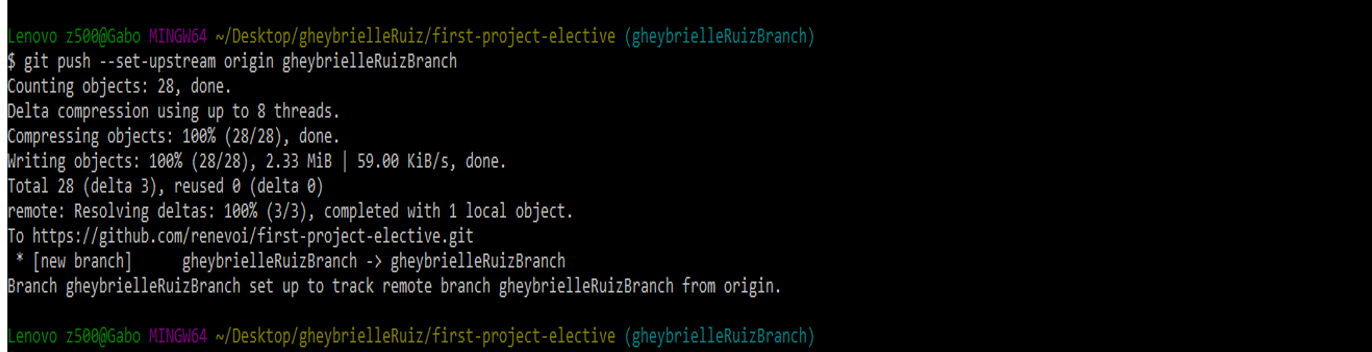 Lenovo z500@Gabo MINGW64 ~/Desktop/gheybrielleRuiz/first-project-elective (gheybrielleRuizBranch)
$ git push --set-upstream origin gheybrielleRuizBranch
Counting objects: 28, done.
Delta compression using up to 8 threads.
Compressing objects: 100% (28/28), done.
Writing objects: 100% (28/28), 2.33 MiB | 59.00 KiB/s, done.
Total 28 (delta 3), reused 0 (delta 0)
remote: Resolving deltas: 100% (3/3), completed with 1 local object.
To https://github.com/renevoi/first-project-elective.git
 * [new branch]      gheybrielleRuizBranch -> gheybrielleRuizBranch
Branch gheybrielleRuizBranch set up to track remote branch gheybrielleRuizBranch from origin.
Lenovo z500@Gabo MINGW64 ~/Desktop/gheybrielleRuiz/first-project-elective (gheybrielleRuizBranch)